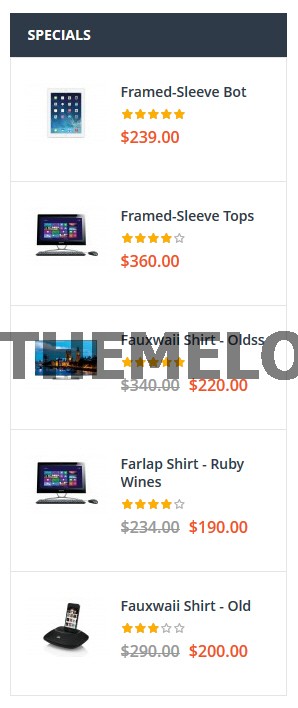 SPECIALS
Framed-Sleeve Bot
$239.00
Framed-Sleeve Tops
$360.00
Fauxwaii Shirt - Oldss
THEMELO
$340.00 $220.00
Farlap Shirt - Ruby
Wines
$234.00 $190.00
Fauxwaii Shirt - Old
$290.00 $200.00